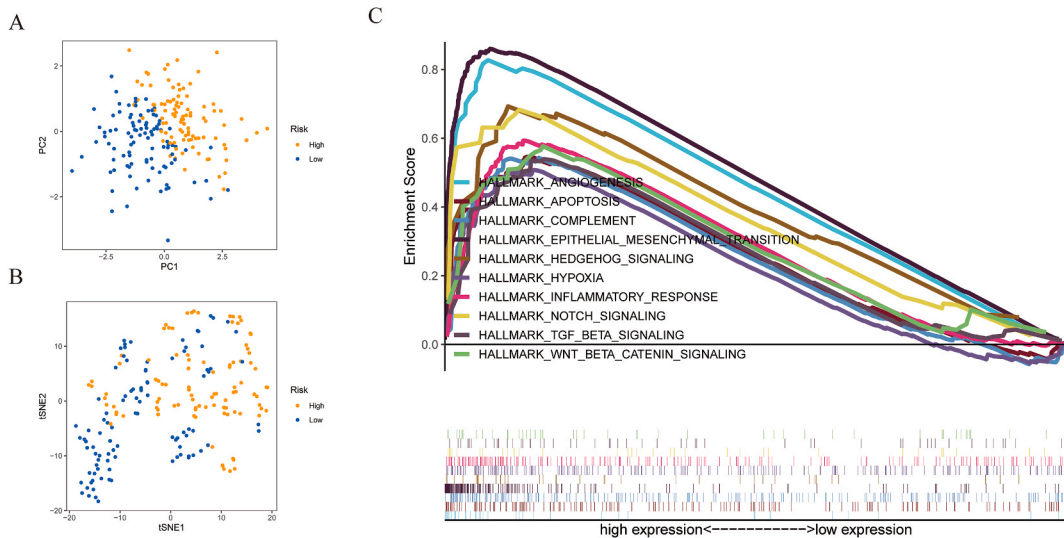 A
2
0
−2
PC2
−2.5
0.0
2.5
PC1
Risk
High
Low
B
10
0
−10
−20
tSNE2
−20
−10
0
10
20
tSNE1
Risk
High
Low
C
0.8
0.6
0.4
0.2
0.0
Enrichment Score
HALLMARK_ANGIOGENESIS
HALLMARK_APOPTOSIS
HALLMARK_COMPLEMENT
HALLMARK_EPITHELIAL_MESENCHYMAL_TRANSITION
HALLMARK_HEDGEHOG_SIGNALING
HALLMARK_HYPOXIA
HALLMARK_INFLAMMATORY_RESPONSE
HALLMARK_NOTCH_SIGNALING
HALLMARK_TGF_BETA_SIGNALING
HALLMARK_WNT_BETA_CATENIN_SIGNALING
high expression<------------>low expression